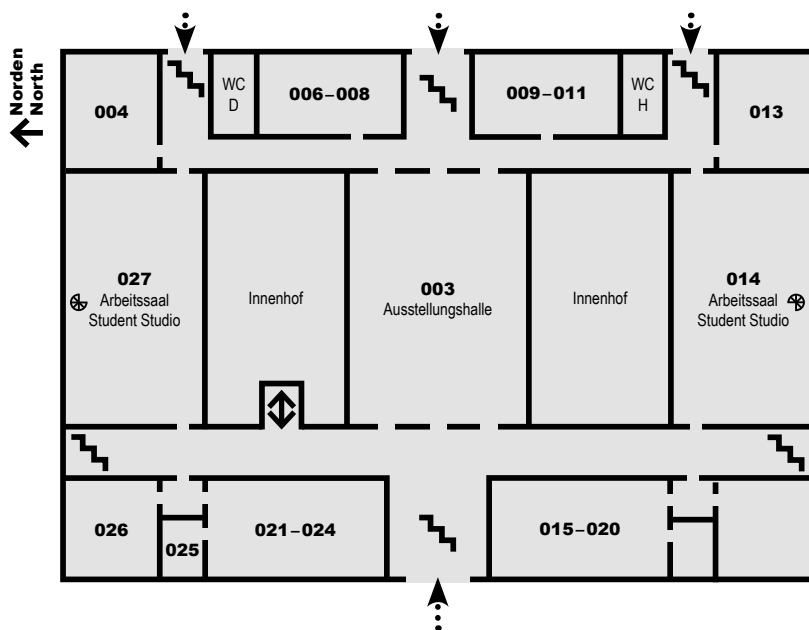 Norden
North
004
WC
D
006–008
009–011
WC
H
013
027
Arbeitssaal
Student Studio
Innenhof
003
Ausstellungshalle
Innenhof
014
Arbeitssaal
Student Studio
026
025
021–024
015–020